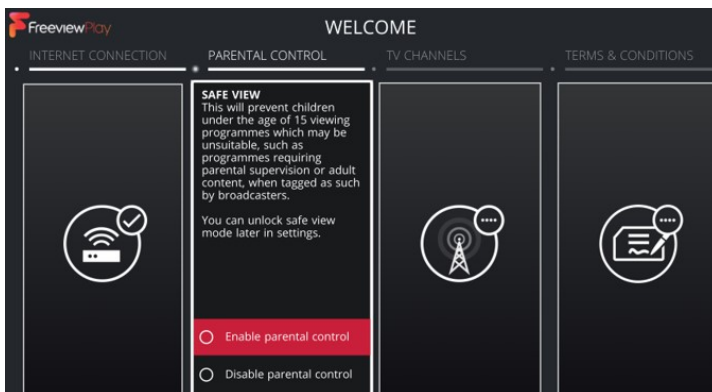 FreeviewPlay
WELCOME
INTERNET CONNECTION
PARENTAL CONTROL
TV CHANNELS
TERMS & CONDITIONS
SAFE VIEW
This will prevent children
under the age of 15 viewing
programmes which may be
unsuitable, such as
programmes requiring
parental supervision or adult
content, when tagged as such
by broadcasters.
You can unlock safe view
mode later in settings.
Enable parental control
Disable parental control